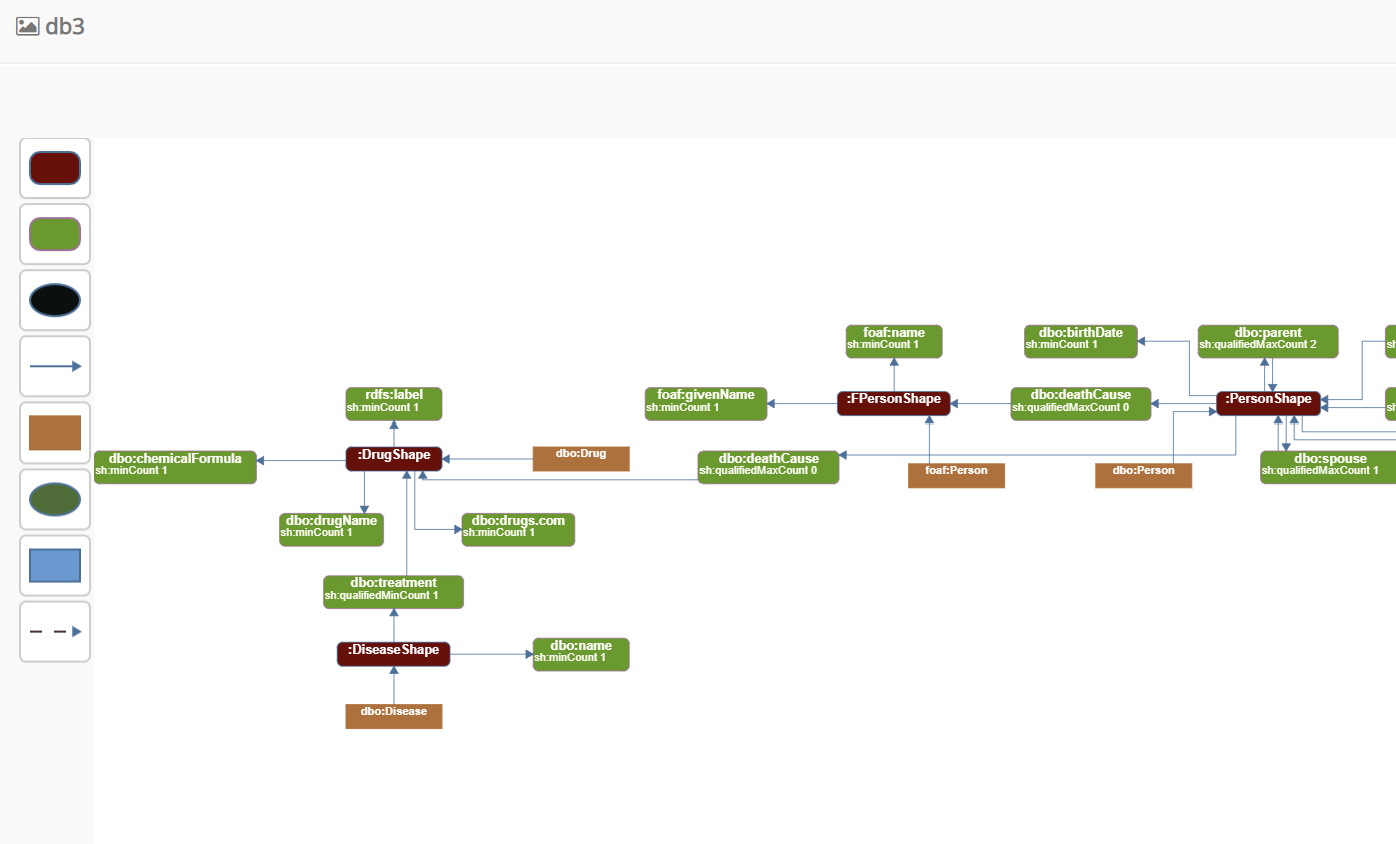 db3
foaf:name
sh:minCount 1
dbo:birthDate
sh:minCount 1
dbo:parent
sh:qualifiedMaxCount 2
sh
rdfs:label
sh:minCount 1
foaf:givenName
sh:minCount 1
:FPersonShape
dbo:deathCause
sh:qualifiedMaxCount 0
:PersonShape
sh
dbo:chemicalFormula
sh:minCount 1
:DrugShape
dbo:Drug
dbo:deathCause
sh:qualifiedMaxCount 0
foaf:Person
dbo:Person
dbo:spouse
sh:qualifiedMaxCount 1
dbo:drugName
sh:minCount 1
dbo:drugs.com
sh:minCount 1
dbo:treatment
sh:qualifiedMinCount 1
:DiseaseShape
dbo:name
sh:minCount 1
dbo:Disease